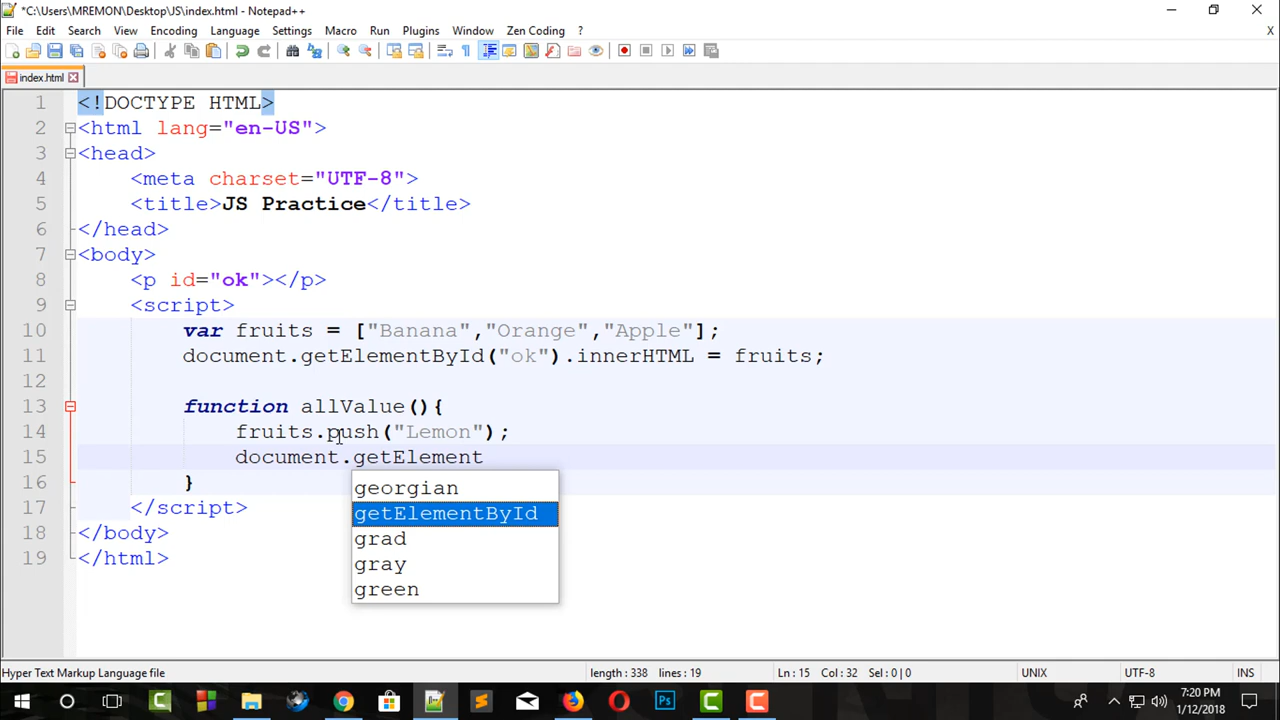 *C:\Users\MREMON\Desktop\JS\index.html - Notepad++
File Edit Search View Encoding Language Settings Macro Run Plugins Window Zen Coding ? X
index.html
1 <!DOCTYPE HTML>
2 <html lang="en-US">
3 <head>
4 <meta charset="UTF-8">
5 <title>JS Practice</title>
6 </head>
7 <body>
8 <p id="ok"></p>
9 <script>
10 var fruits = ["Banana","Orange","Apple"];
11 document.getElementById("ok").innerHTML = fruits;
12
13 function allValue(){
14 fruits.push("Lemon");
15 document.getElement
16 }
georgian
17 </script>
getElementById
18 </body>
grad
19 </html>
gray
green
Hyper Text Markup Language file length : 338 lines : 19 Ln : 15 Col : 32 Sel : 0 | 0 UNIX UTF-8 INS
7:20 PM
1/12/2018